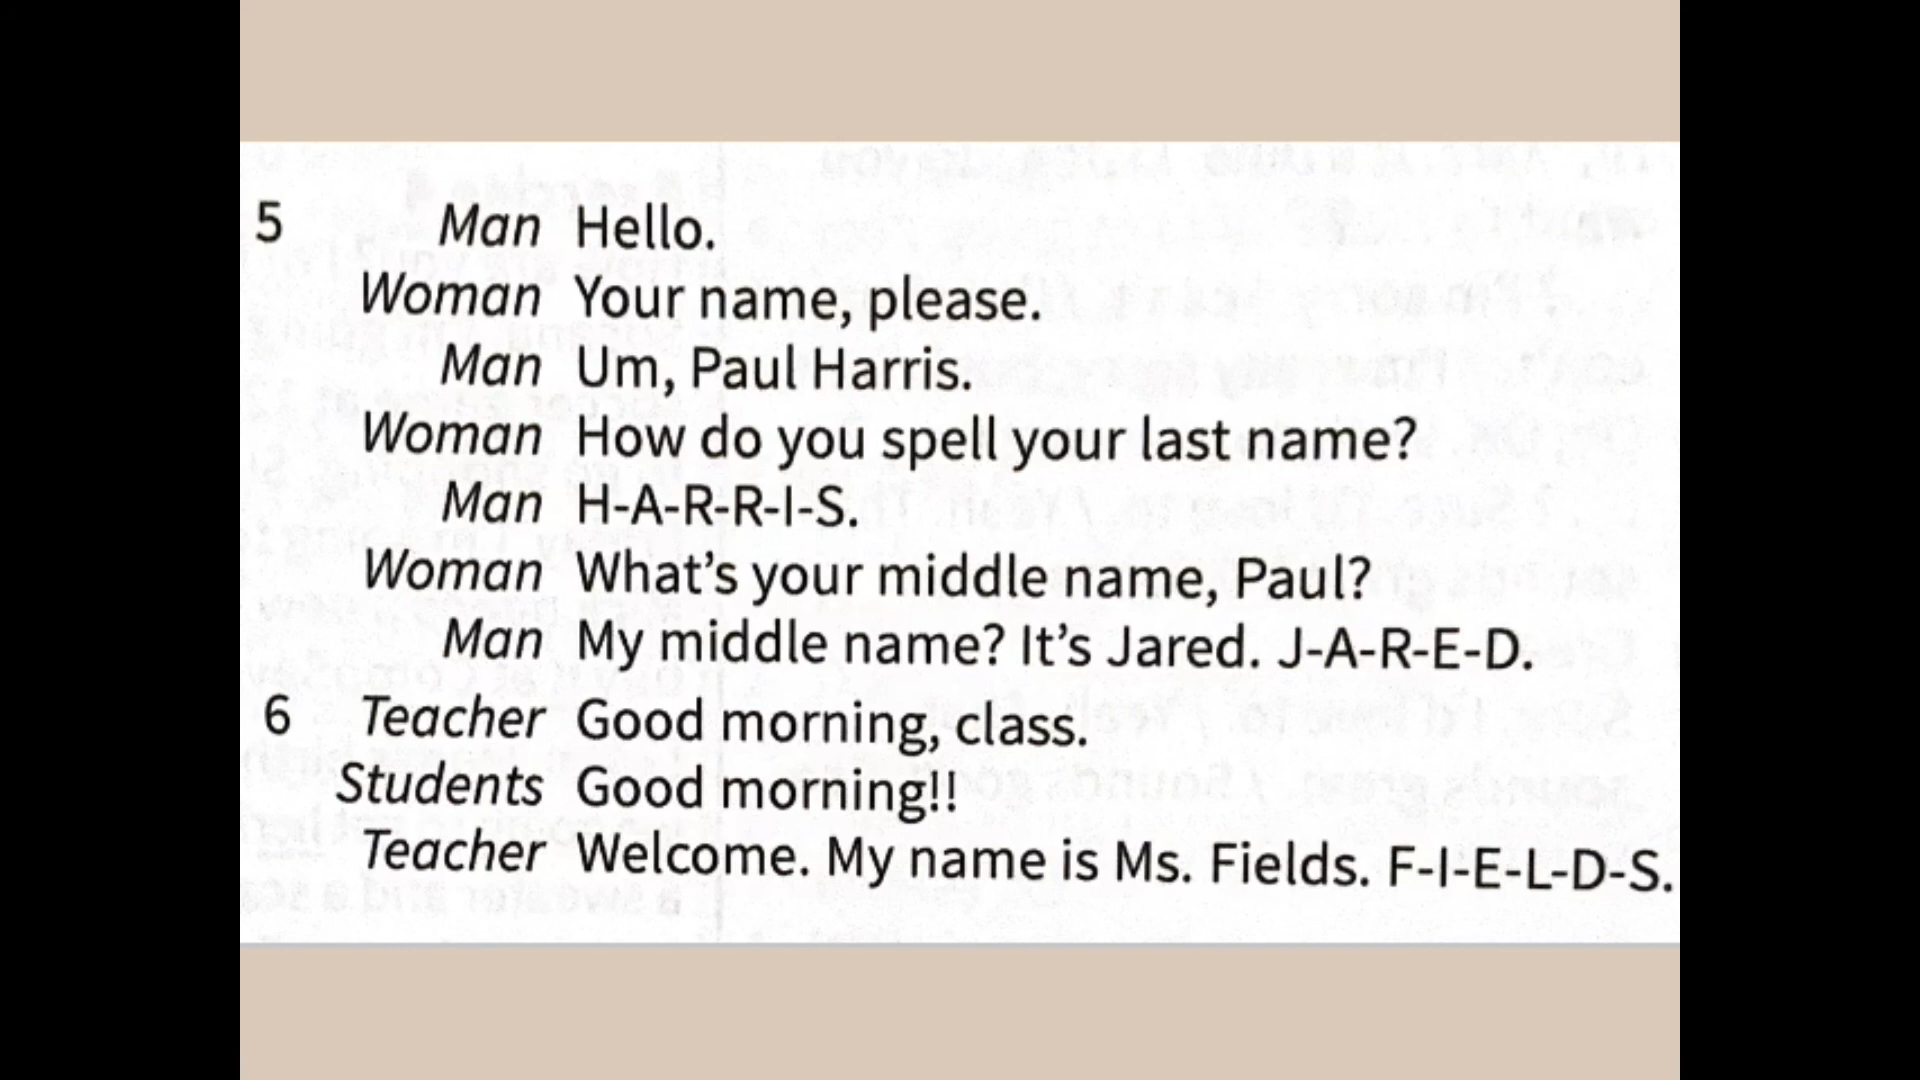 5 Man Hello.
Woman Your name, please.
Man Um, Paul Harris.
Woman How do you spell your last name?
Man H-A-R-R-I-S.
Woman What’s your middle name, Paul?
Man My middle name? It’s Jared. J-A-R-E-D.
6 Teacher Good morning, class.
Students Good morning!!
Teacher Welcome. My name is Ms. Fields. F-I-E-L-D-S.